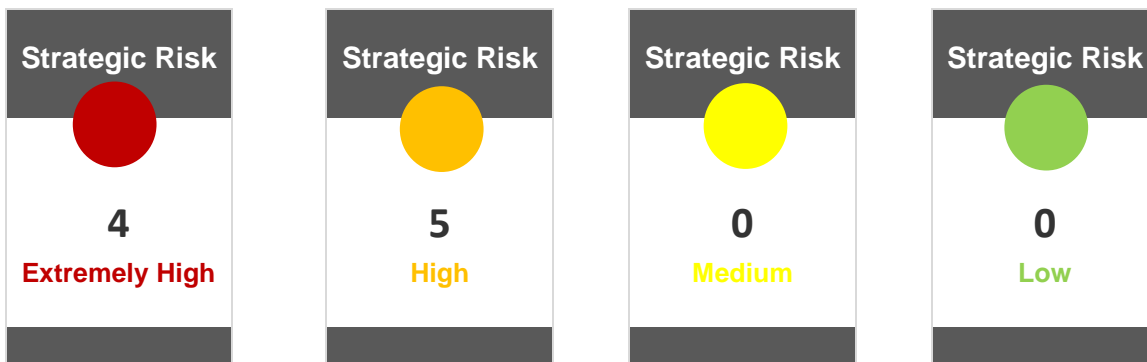 Strategic Risk
4
Extremely High
Strategic Risk
5
High
Strategic Risk
0
Medium
Strategic Risk
0
Low